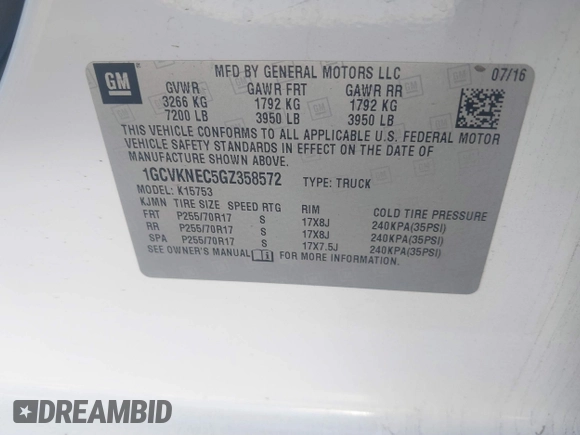 GM
MFD BY GENERAL MOTORS LLC 07/16
GVWR GAWR FRT GAWR RR
3266 KG 1792 KG 1792 KG
7200 LB 3950 LB 3950 LB
THIS VEHICLE CONFORMS TO ALL APPLICABLE U.S. FEDERAL MOTOR
VEHICLE SAFETY STANDARDS IN EFFECT ON THE DATE OF
MANUFACTURE SHOWN ABOVE.
1GCVKNEC5GZ358572 TYPE: TRUCK
MODEL: K15753
KJMN TIRE SIZE SPEED RTG RIM COLD TIRE PRESSURE
FRT P255/70R17 S 17X8J 240KPA(35PSI)
RR P255/70R17 S 17X8J 240KPA(35PSI)
SPA P255/70R17 S 17X7.5J 240KPA(35PSI)
SEE OWNER'S MANUAL FOR MORE INFORMATION
DREAMBID
DREAMBID